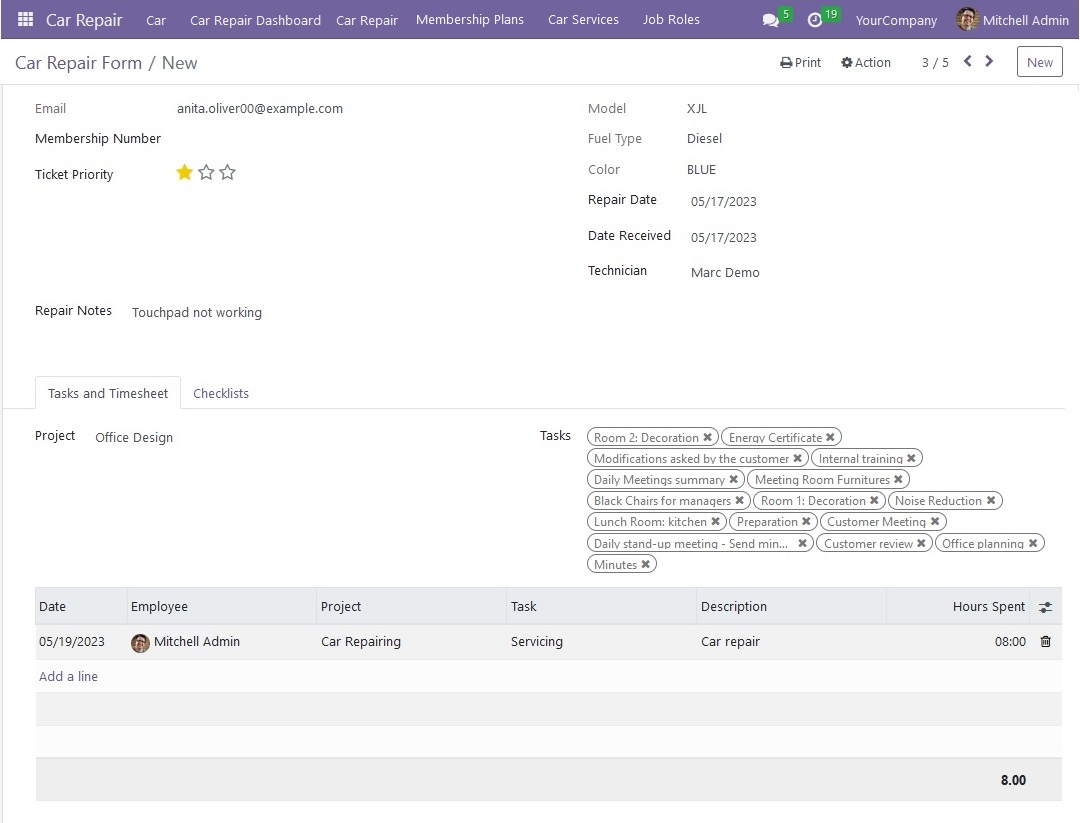 Car Repair Car Car Repair Dashboard Car Repair Membership Plans Car Services Job Roles 5 19 YourCompany Mitchell Admin
Car Repair Form / New Print Action 3 / 5 New
Email anita.oliver00@example.com
Membership Number
Ticket Priority
Model XJL
Fuel Type Diesel
Color BLUE
Repair Date 05/17/2023
Date Received 05/17/2023
Technician Marc Demo
Repair Notes Touchpad not working
Tasks and Timesheet Checklists
Project Office Design
Tasks Room 2: Decoration Energy Certificate
Modifications asked by the customer Internal training
Daily Meetings summary Meeting Room Furnitures
Black Chairs for managers Room 1: Decoration Noise Reduction
Lunch Room: kitchen Preparation Customer Meeting
Daily stand-up meeting - Send min... Customer review Office planning
Minutes
Date Employee Project Task Description Hours Spent
05/19/2023 Mitchell Admin Car Repairing Servicing Car repair 08:00
Add a line
8.00